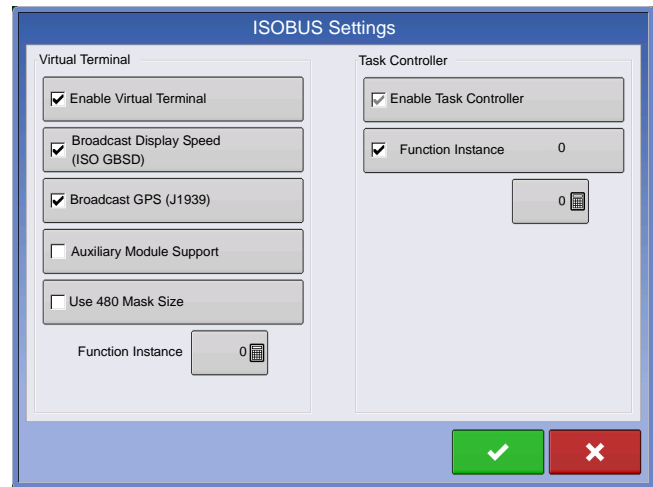 ISOBUS Settings
Virtual Terminal
Enable Virtual Terminal
Broadcast Display Speed
(ISO GBSD)
Broadcast GPS (J1939)
Auxiliary Module Support
Use 480 Mask Size
Function Instance 0
Task Controller
Enable Task Controller
Function Instance 0
0